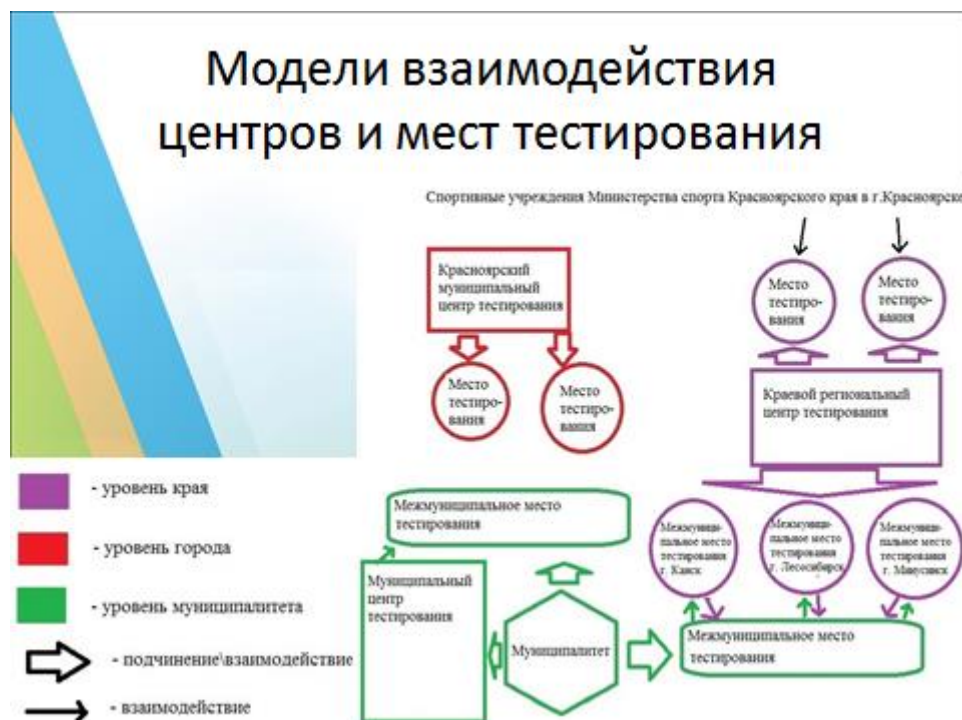 Модели взаимодействия
центров и мест тестирования
Спортивные учреждения Министерства спорта Красноярского края в г.Красноярске
Красноярский
муниципальный
центр тестирования
Место
тестиро-
вания
Место
тестиро-
вания
Место
тестиро-
вания
Место
тестиро-
вания
Краевой региональный
центр тестирования
- уровень края
- уровень города
- уровень муниципалитета
- подчинение\взаимодействие
- взаимодействие
Межмуниципальное место
тестирования
Муниципальный
центр
тестирования
Муниципалитет
Межмуници-
пальное место
тестирования
г. Канск
Межмуници-
пальное место
тестирования
г. Лесосибирск
Межмуници-
пальное место
тестирования
г. Минусинск
Межмуниципальное место
тестирования